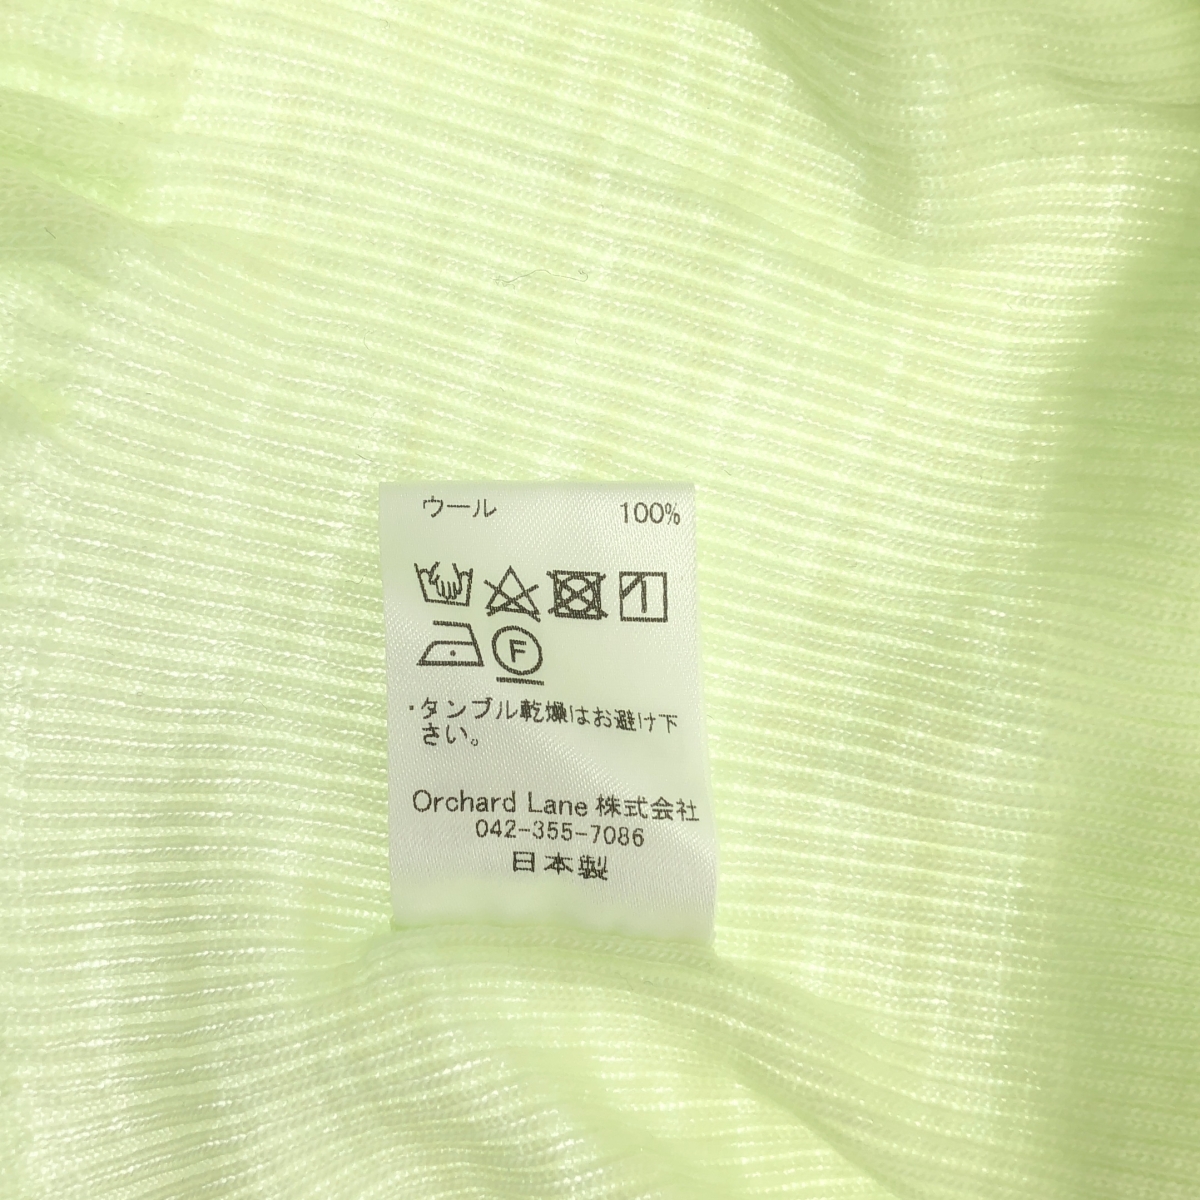 ウール 100%
F
・タンブル乾燥はお避け下
さい。
Orchard Lane 株式会社
042-355-7086
日本製